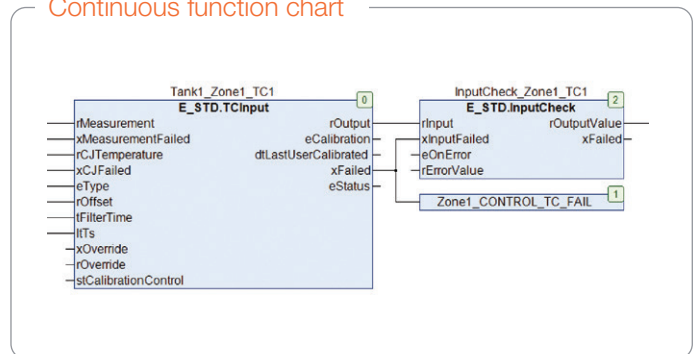 Continuous function chart
Tank1_Zone1_TC1
0
E_STD.TCInput
rMeasurement
rOutput
xMeasurementFailed
eCalibration
rCJTemperature
dtLastUserCalibrated
xCJFailed
xFailed
eType
eStatus
rOffset
tFilterTime
ltTs
xOverride
rOverride
stCalibrationControl
InputCheck_Zone1_TC1
2
E_STD.InputCheck
rInput
rOutputValue
xInputFailed
xFailed
eOnError
rErrorValue
Zone1_CONTROL_TC_FAIL
1